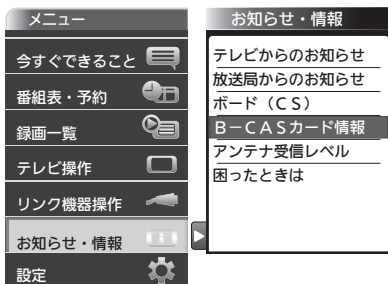 メニュー
今すぐできること
番組表・予約
録画一覧
テレビ操作
リンク機器操作
お知らせ・情報
設定
お知らせ・情報
テレビからのお知らせ
放送局からのお知らせ
ボード（ＣＳ）
Ｂ－ＣＡＳカード情報
アンテナ受信レベル
困ったときは